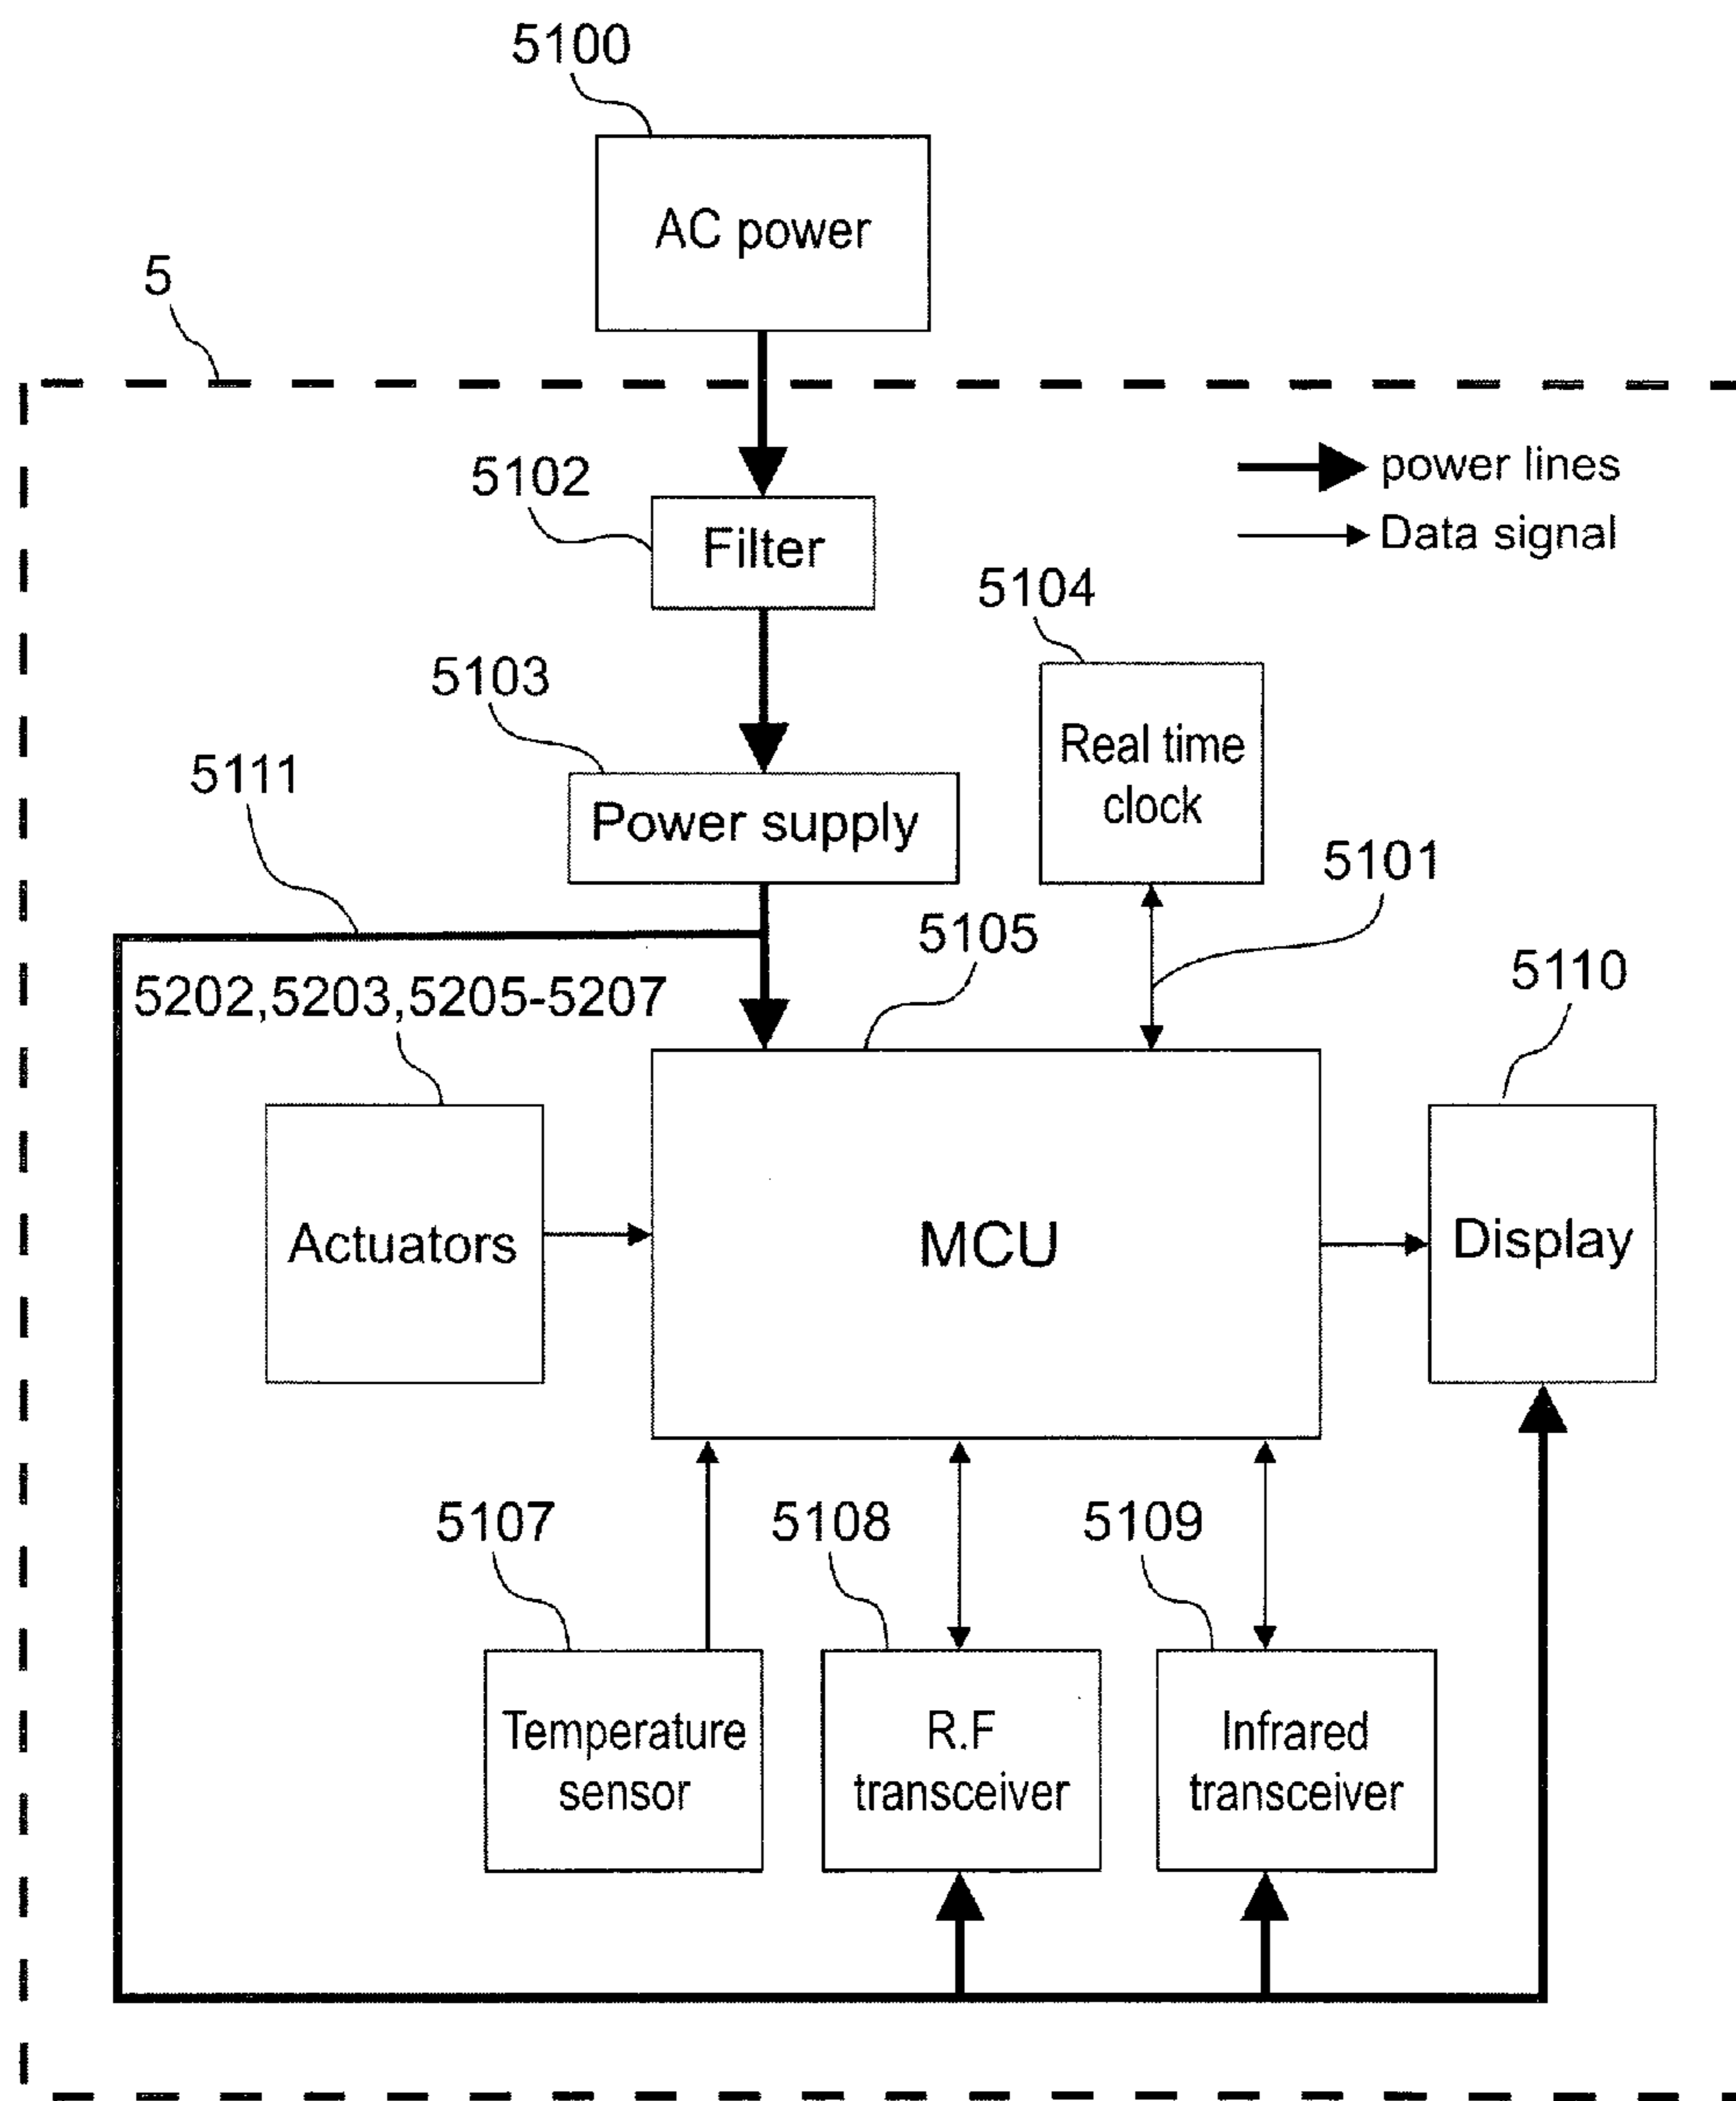 5100
AC power
5
power lines
5102
Filter
Data signal
5104
5103
Real time
clock
5111
Power supply
5101
5105
5110
5202,5203,5205-5207
Actuators
MCU
Display
5107
5108
5109
Temperature
sensor
R.F
transceiver
Infrared
transceiver